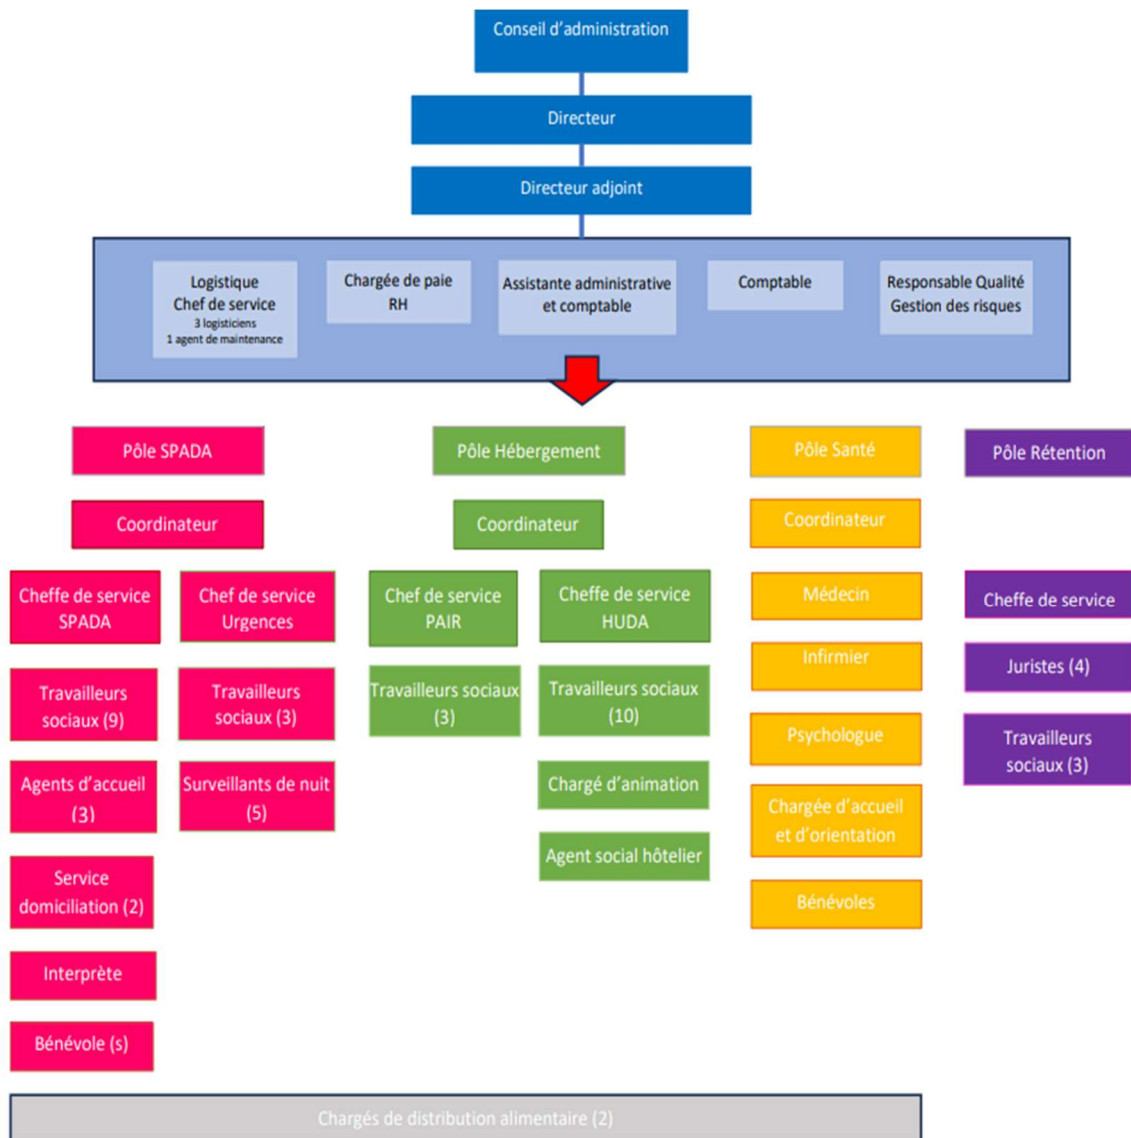 Conseil d’administration
Directeur
Directeur adjoint
Logistique
Chef de service
3 logisticiens
1 agent de maintenance
Chargée de paie
RH
Assistante administrative
et comptable
Comptable
Responsable Qualité
Gestion des risques
Pôle SPADA
Coordinateur
Cheffe de service
SPADA
Travailleurs
sociaux (9)
Agents d’accueil
(3)
Service
domiciliation (2)
Interprète
Bénévole (s)
Chef de service
Urgences
Travailleurs
sociaux (3)
Surveillants de nuit
(5)
Pôle Hébergement
Coordinateur
Chef de service
PAIR
Travailleurs sociaux
(3)
Cheffe de service
HUDA
Travailleurs sociaux
(10)
Chargé d’animation
Agent social hôtelier
Pôle Santé
Coordinateur
Médecin
Infirmier
Psychologue
Chargée d’accueil
et d’orientation
Bénévoles
Pôle Rétention
Cheffe de service
Juristes (4)
Travailleurs
sociaux (3)
Chargés de distribution alimentaire (2)